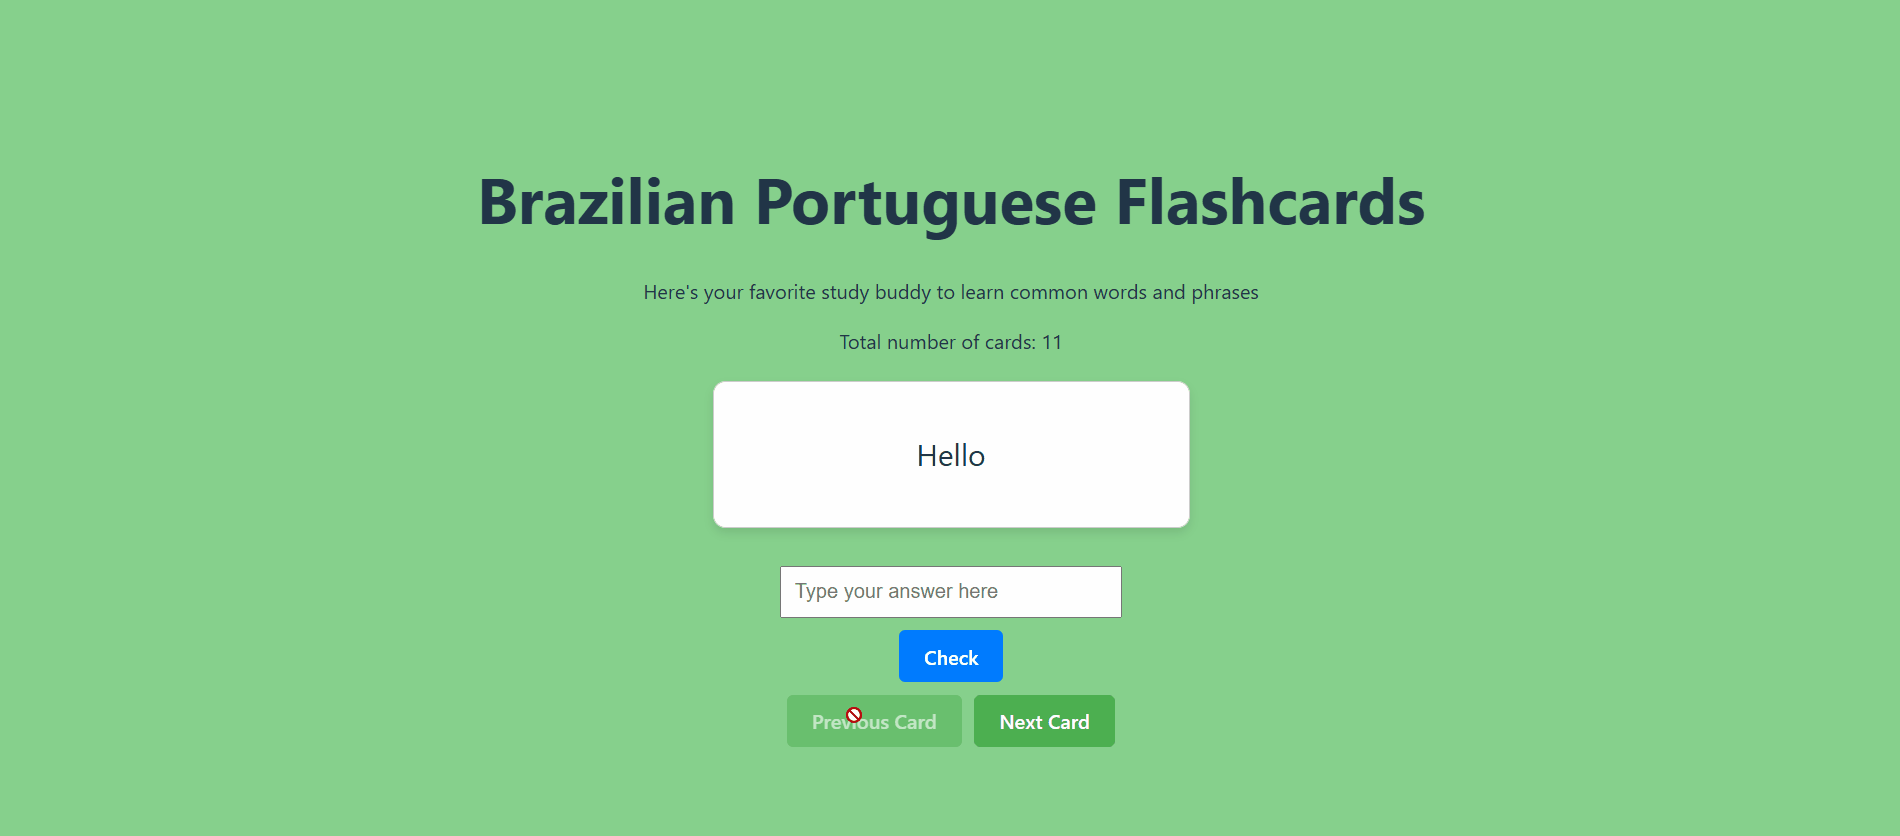 Brazilian Portuguese Flashcards
Here's your favorite study buddy to learn common words and phrases
Total number of cards: 11
Hello
Type your answer here
Check
Previous Card
Next Card